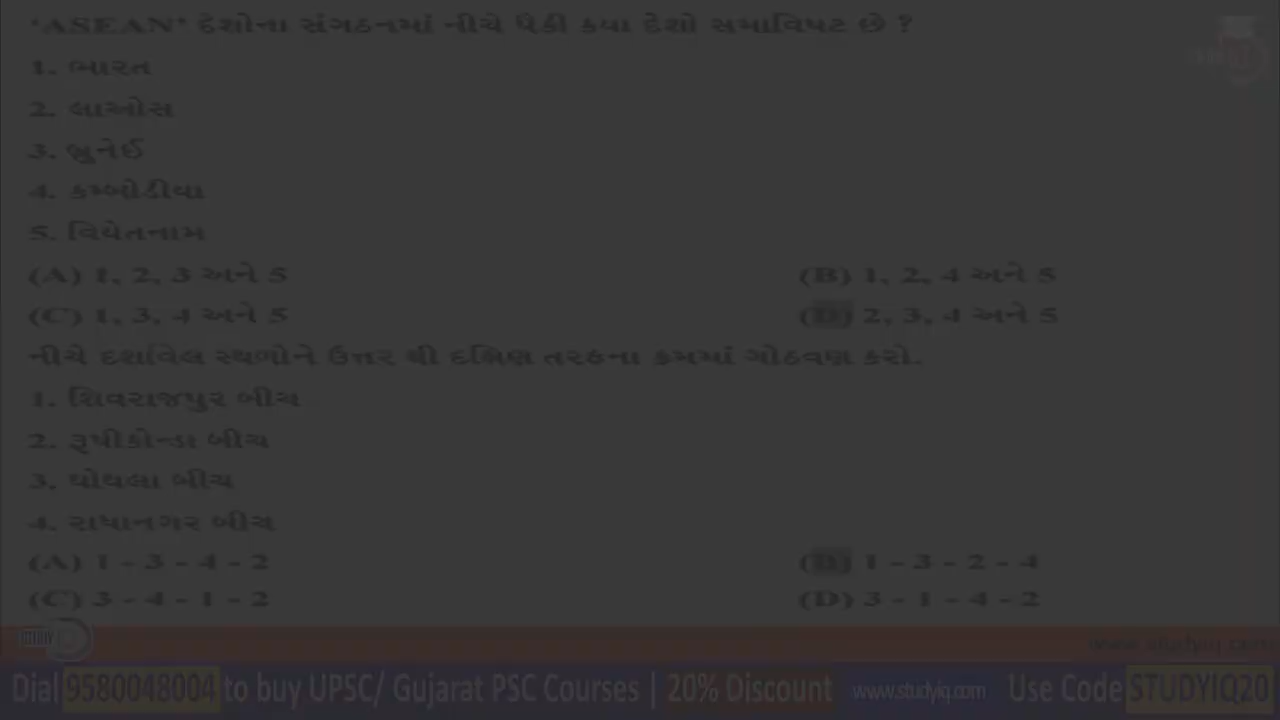 ‘ASEAN’ દેશોના સંગઠનમાં નીચે પૈકી કયા દેશો સમાવિષ્ટ છે ?
1. ભારત
2. લાઓસ
3. બ્રુનેઈ
4. કમ્બોડીયા
5. વિયેતનામ
(A) 1, 2, 3 અને 5 (B) 1, 2, 4 અને 5
(C) 1, 3, 4 અને 5 (D) 2, 3, 4 અને 5
નીચે દર્શાવેલ સ્થળોને ઉત્તર થી દક્ષિણ તરફના ક્રમમાં ગોઠવણ કરો.
1. શિવરાજપુર બીચ
2. રૂષીકોન્ડા બીચ
3. ઘોઘલા બીચ
4. રાધાનગર બીચ
(A) 1 - 3 - 4 - 2 (B) 1 - 3 - 2 - 4
(C) 3 - 4 - 1 - 2 (D) 3 - 1 - 4 - 2
STUDY
www.studyiq.com
Dial 9580048004 to buy UPSC/ Gujarat PSC Courses | 20% Discount www.studyiq.com Use Code STUDYIQ20